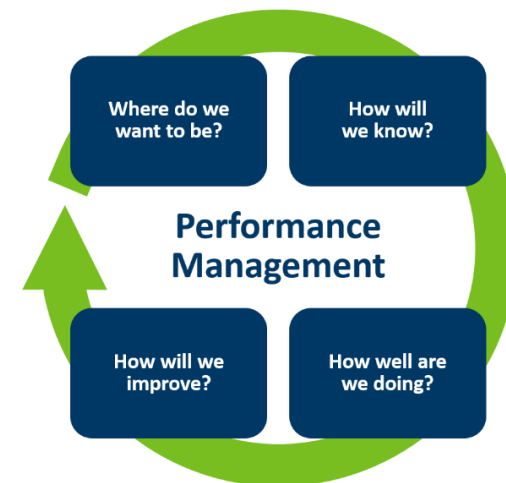 Where do we
want to be?
How will
we know?
Performance
Management
How will we
improve?
How well are
we doing?